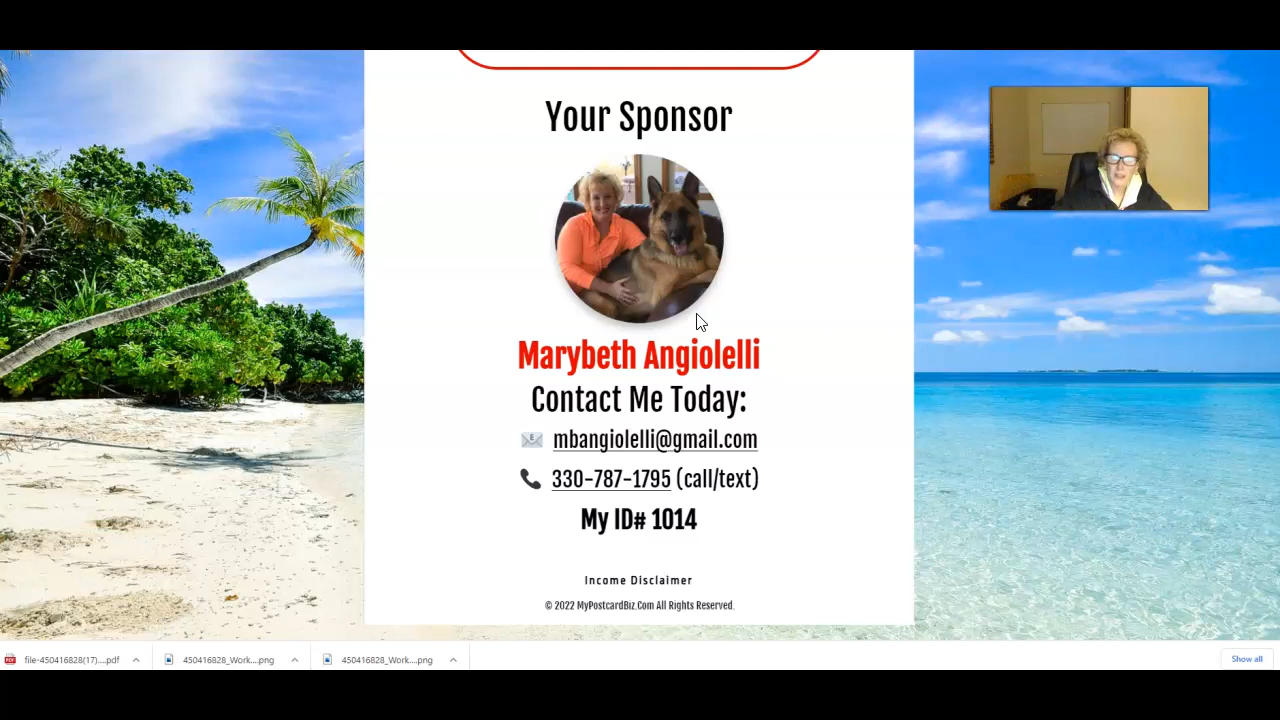 Your Sponsor
Marybeth Angiolelli
Contact Me Today:
mbangiolelli@gmail.com
330-787-1795 (call/text)
My ID# 1014
Income Disclaimer
© 2022 MyPostcardBiz.Com All Rights Reserved.
file-450416828(17)....pdf
450416828_Work....png
450416828_Work....png
Show all